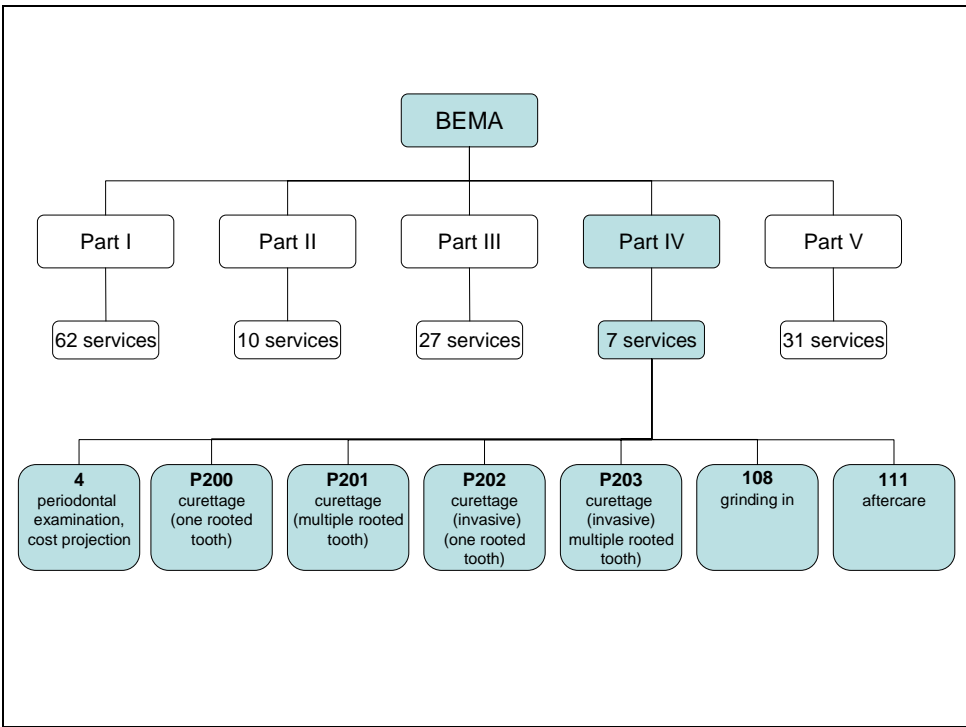 BEMA
Part I
Part II
Part III
Part IV
Part V
62 services
10 services
27 services
7 services
31 services
4
periodontal
examination,
cost projection
P200
curettage
(one rooted
tooth)
P201
curettage
(multiple rooted
tooth)
P202
curettage
(invasive)
(one rooted
tooth)
P203
curettage
(invasive)
multiple rooted
tooth)
108
grinding in
111
aftercare